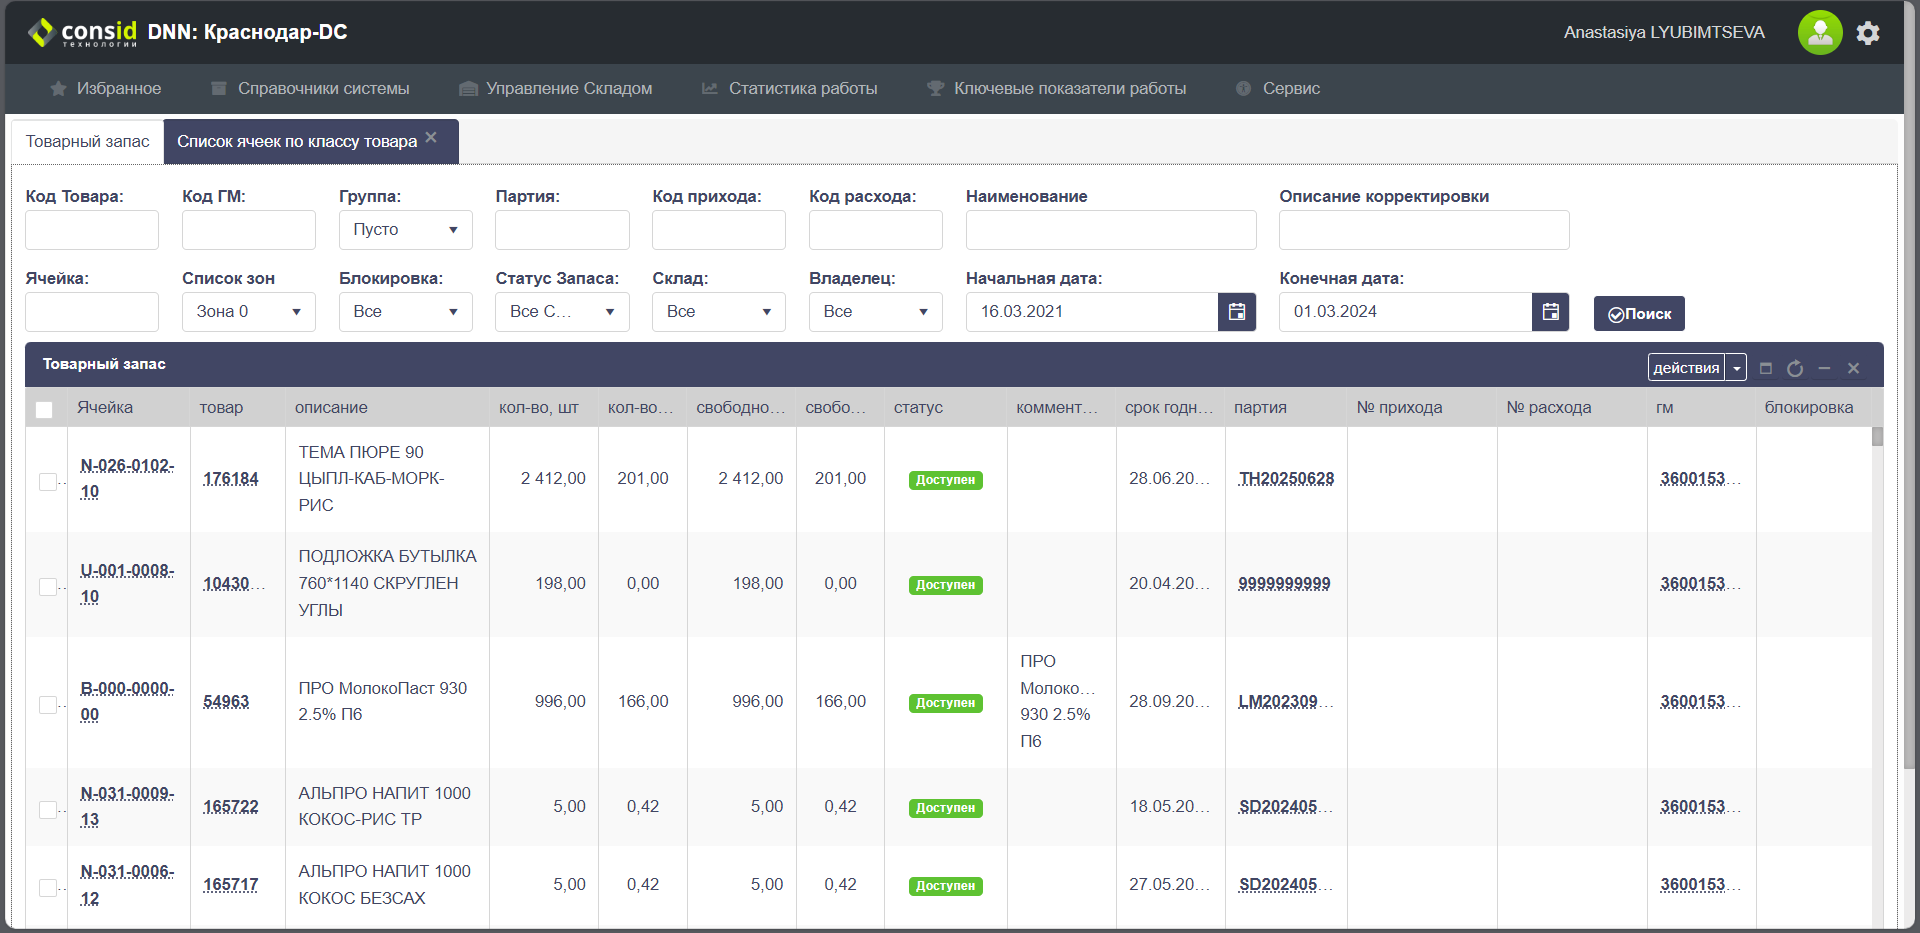 consid
технологии
DNN: Краснодар-DC
Anastasiya LYUBIMTSEVA
Избранное
Справочники системы
Управление Складом
Статистика работы
Ключевые показатели работы
Сервис
Товарный запас
Список ячеек по классу товара
Код Товара:
Код ГМ:
Группа:
Партия:
Код прихода:
Код расхода:
Наименование
Описание корректировки
Пусто
Ячейка:
Список зон
Блокировка:
Статус Запаса:
Склад:
Владелец:
Начальная дата:
Конечная дата:
Зона 0
Все
Все С...
Все
Все
16.03.2021
01.03.2024
Поиск
Товарный запас
действия
Ячейка
товар
описание
кол-во, шт
кол-во...
свободно...
свобо...
статус
коммент...
срок годн...
партия
№ прихода
№ расхода
гм
блокировка
N-026-0102-
10
176184
ТЕМА ПЮРЕ 90
ЦЫПЛ-КАБ-МОРК-
РИС
2 412,00
201,00
2 412,00
201,00
Доступен
28.06.20...
TH20250628
3600153...
U-001-0008-
10
10430...
ПОДЛОЖКА БУТЫЛКА
760*1140 СКРУГЛЕН
УГЛЫ
198,00
0,00
198,00
0,00
Доступен
20.04.20...
9999999999
3600153...
B-000-0000-
00
54963
ПРО МолокоПаст 930
2.5% П6
996,00
166,00
996,00
166,00
Доступен
ПРО
Молоко...
930 2.5%
П6
28.09.20...
LM202309...
3600153...
N-031-0009-
13
165722
АЛЬПРО НАПИТ 1000
КОКОС-РИС ТР
5,00
0,42
5,00
0,42
Доступен
18.05.20...
SD202405...
3600153...
N-031-0006-
12
165717
АЛЬПРО НАПИТ 1000
КОКОС БЕЗСАХ
5,00
0,42
5,00
0,42
Доступен
27.05.20...
SD202405...
3600153...